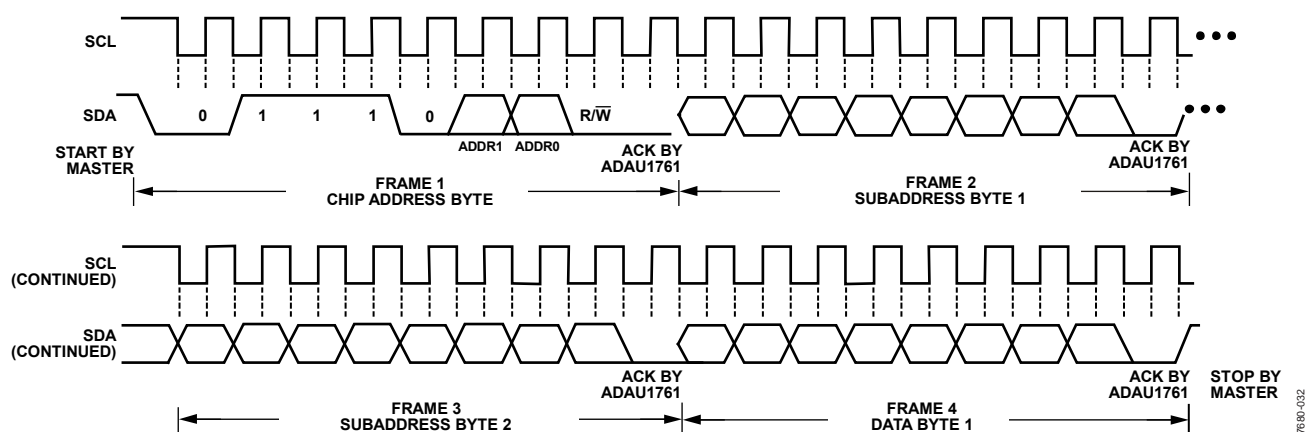 SCL
SDA
0 1 1 1 0 R/W̅
ADDR1 ADDR0
START BY
MASTER
ACK BY
ADAU1761
ACK BY
ADAU1761
FRAME 1
CHIP ADDRESS BYTE
FRAME 2
SUBADDRESS BYTE 1
SCL
(CONTINUED)
SDA
(CONTINUED)
ACK BY
ADAU1761
ACK BY
ADAU1761
STOP BY
MASTER
FRAME 3
SUBADDRESS BYTE 2
FRAME 4
DATA BYTE 1
7680-032